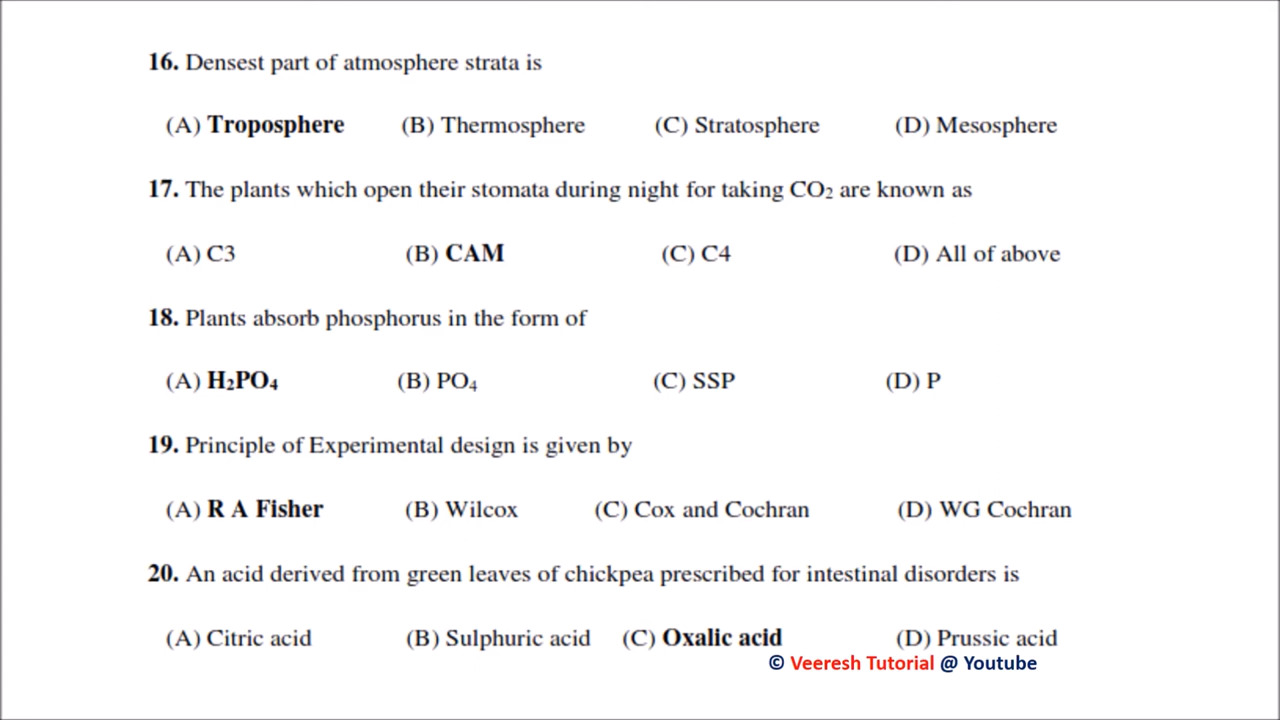 16. Densest part of atmosphere strata is
(A) Troposphere (B) Thermosphere (C) Stratosphere (D) Mesosphere
17. The plants which open their stomata during night for taking CO₂ are known as
(A) C3 (B) CAM (C) C4 (D) All of above
18. Plants absorb phosphorus in the form of
(A) H₂PO₄ (B) PO₄ (C) SSP (D) P
19. Principle of Experimental design is given by
(A) R A Fisher (B) Wilcox (C) Cox and Cochran (D) WG Cochran
20. An acid derived from green leaves of chickpea prescribed for intestinal disorders is
(A) Citric acid (B) Sulphuric acid (C) Oxalic acid (D) Prussic acid
© Veeresh Tutorial @ Youtube